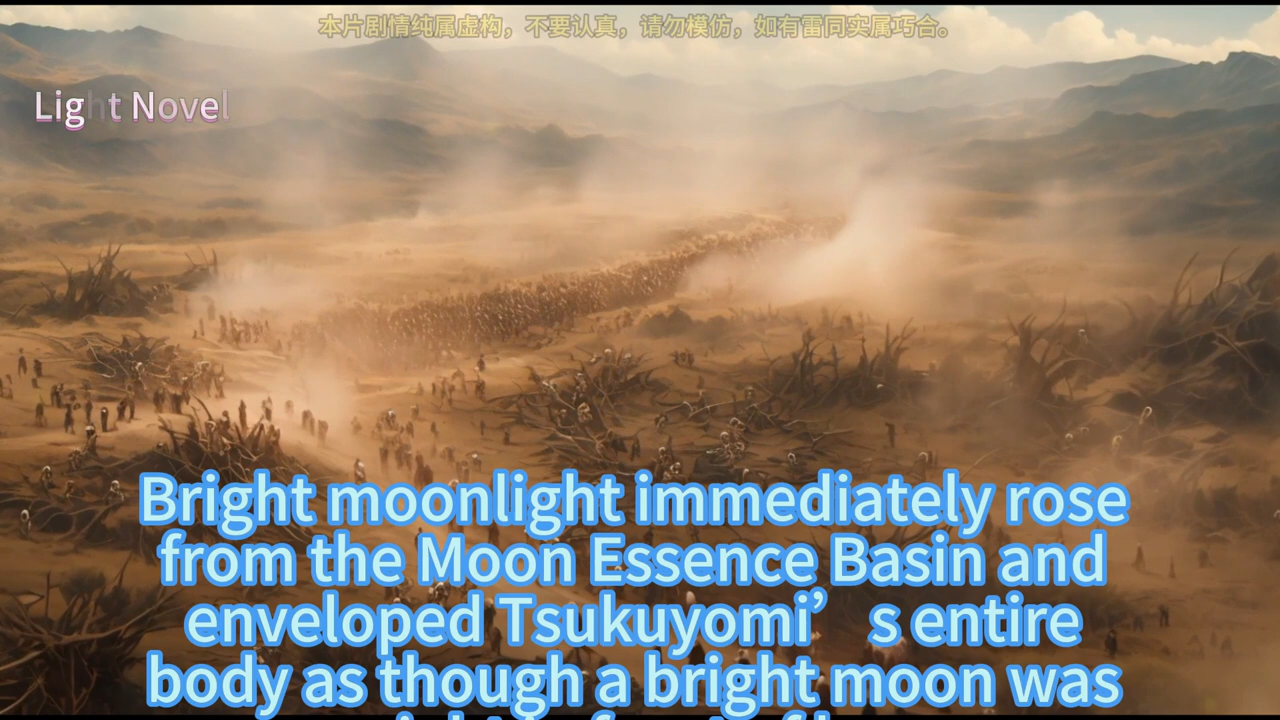 本片剧情纯属虚构，不要认真，请勿模仿，如有雷同实属巧合。
Light Novel
Bright moonlight immediately rose
from the Moon Essence Basin and
enveloped Tsukuyomi’ s entire
body as though a bright moon was